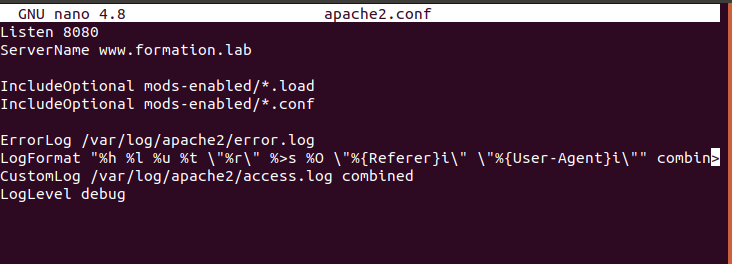 GNU nano 4.8 apache2.conf
Listen 8080
ServerName www.formation.lab
IncludeOptional mods-enabled/*.load
IncludeOptional mods-enabled/*.conf
ErrorLog /var/log/apache2/error.log
LogFormat "%h %l %u %t \"%r\" %>s %O \"%{Referer}i\" \"%{User-Agent}i\"" combin>
CustomLog /var/log/apache2/access.log combined
LogLevel debug